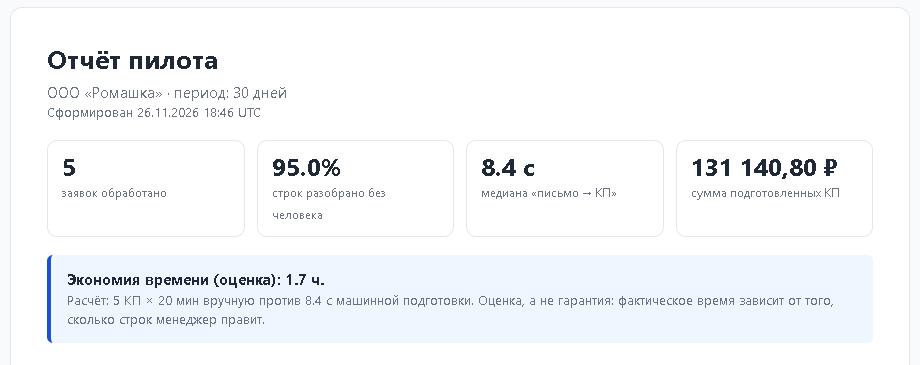 Отчёт пилота
ООО «Ромашка» · период: 30 дней
Сформирован 26.11.2026 18:46 UTC
5
заявок обработано
95.0%
строк разобрано без
человека
8.4 с
медиана «письмо → КП»
131 140,80 ₽
сумма подготовленных КП
Экономия времени (оценка): 1.7 ч.
Расчёт: 5 КП × 20 мин вручную против 8.4 с машинной подготовки. Оценка, а не гарантия: фактическое время зависит от того,
сколько строк менеджер правит.